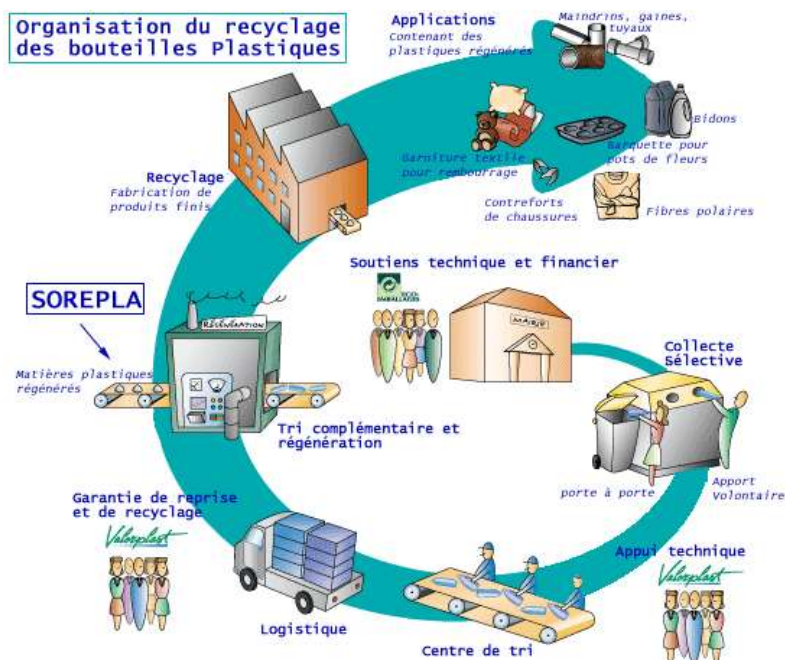 Organisation du recyclage
des bouteilles Plastiques
Applications
Contenant des
plastiques régénérés
Maindrins, gaines,
tuyaux
Bidons
Barquette pour
pots de fleurs
Garniture textile
pour rembourrage
Contreforts
de chaussures
Fibres polaires
Recyclage
Fabrication de
produits finis
Soutiens technique et financier
ECO-
EMBALLAGES
MAIRIE
SOREPLA
RÉGÉNÉRATION
Matières plastiques
régénérés
Tri complémentaire et
régénération
Collecte
Sélective
porte à porte
Apport
Volontaire
Garantie de reprise
et de recyclage
Valorplast
Logistique
Centre de tri
Appui technique
Valorplast